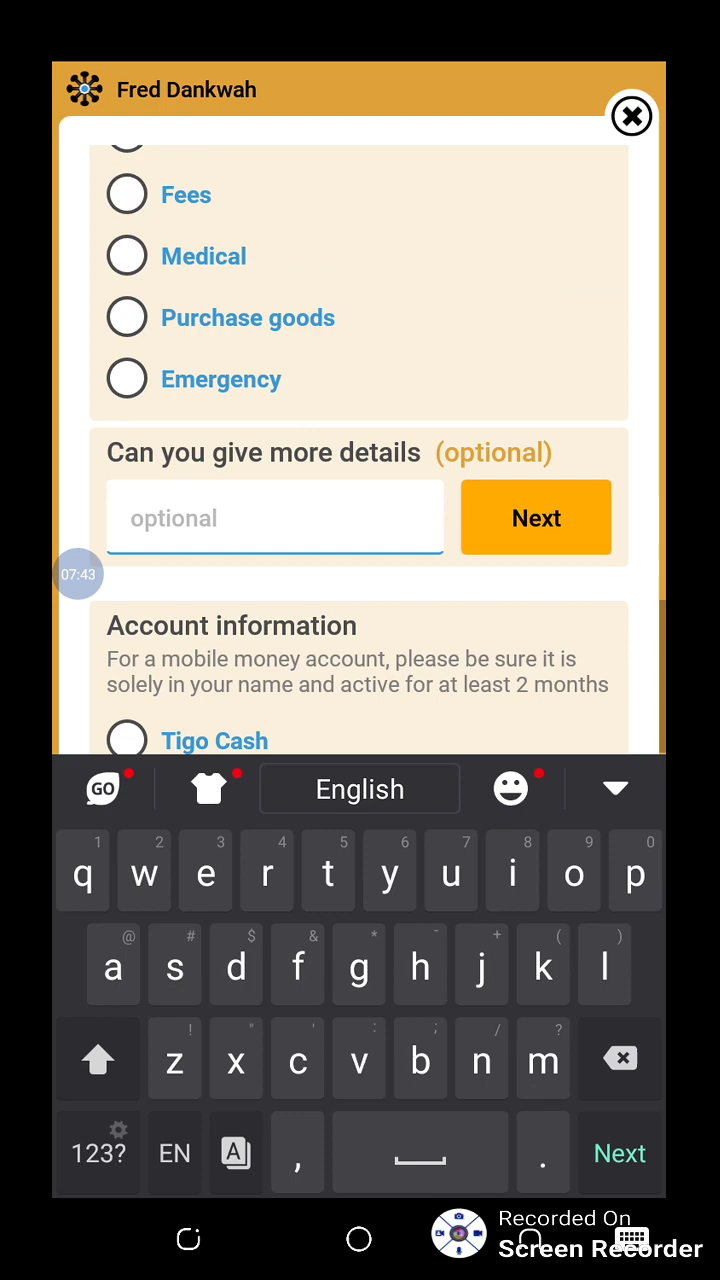 Fred Dankwah
Fees
Medical
Purchase goods
Emergency
Can you give more details (optional)
optional
Next
07:43
Account information
For a mobile money account, please be sure it is
solely in your name and active for at least 2 months
Tigo Cash
GO
English
1 2 3 4 5 6 7 8 9 0
q w e r t y u i o p
@ # $ & * - + ( )
a s d f g h j k l
! " ' : ; / ?
z x c v b n m
123? EN A , . Next
Recorded On
Screen Recorder